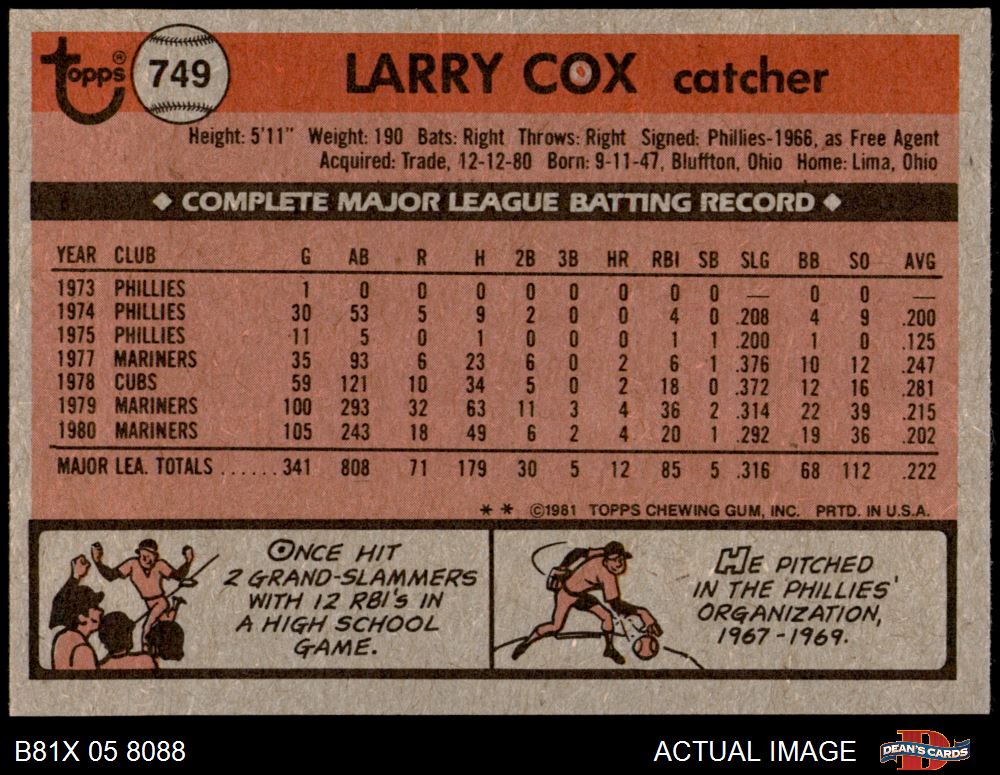 Topps® 749 LARRY COX catcher
Height: 5'11" Weight: 190 Bats: Right Throws: Right Signed: Phillies-1966, as Free Agent
Acquired: Trade, 12-12-80 Born: 9-11-47, Bluffton, Ohio Home: Lima, Ohio
◆ COMPLETE MAJOR LEAGUE BATTING RECORD ◆
YEAR CLUB G AB R H 2B 3B HR RBI SB SLG BB SO AVG
1973 PHILLIES 1 0 0 0 0 0 0 0 0 — 0 0 —
1974 PHILLIES 30 53 5 9 2 0 0 4 0 .208 4 9 .200
1975 PHILLIES 11 5 0 1 0 0 0 1 1 .200 1 0 .125
1977 MARINERS 35 93 6 23 6 0 2 6 1 .376 10 12 .247
1978 CUBS 59 121 10 34 5 0 2 18 0 .372 12 16 .281
1979 MARINERS 100 293 32 63 11 3 4 36 2 .314 22 39 .215
1980 MARINERS 105 243 18 49 6 2 4 20 1 .292 19 36 .202
MAJOR LEA. TOTALS ...... 341 808 71 179 30 5 12 85 5 .316 68 112 .222
* * ©1981 TOPPS CHEWING GUM, INC. PRTD. IN U.S.A.
ONCE HIT
2 GRAND-SLAMMERS
WITH 12 RBI'S IN
A HIGH SCHOOL
GAME.
HE PITCHED
IN THE PHILLIES'
ORGANIZATION,
1967-1969.
B81X 05 8088 ACTUAL IMAGE DEAN'S CARDS